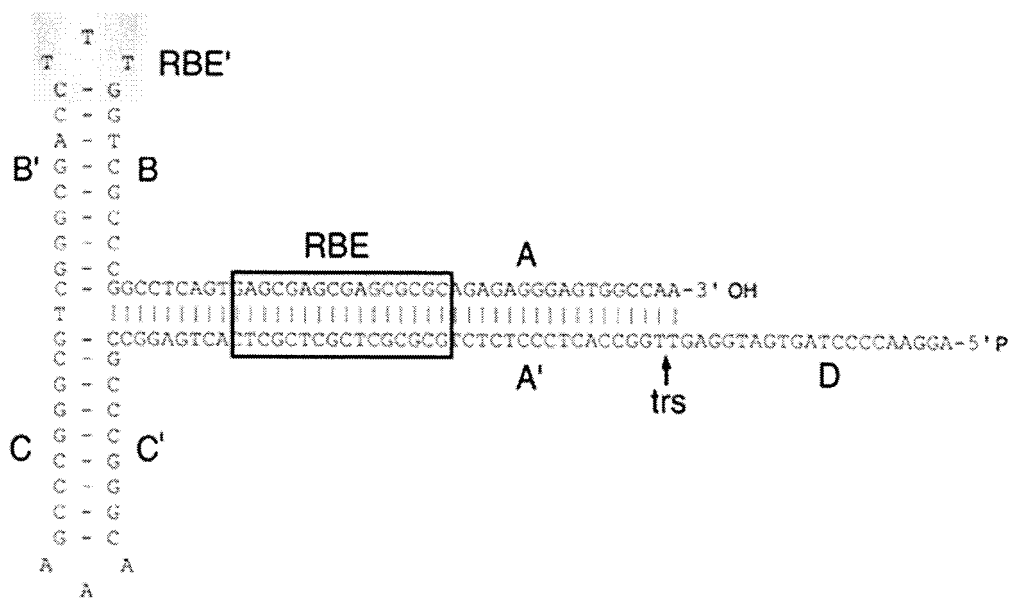 T
T T RBE'
C - G
C - G
A - T
B' G - C B
C - G
G - C
G - C
G - C
RBE A
C - GGCCTCAGTGAGCGAGCGAGCGCGCAGAGAGGGAGTGGCCAA-3' OH
T
G - CCGGAGTCACTCGCTCGCTCGCGCGTCTCTCCCTCACCGGTTGAGGTAGTGATCCCCAAGGA-5'P
A' trs D
C - G
G - C
G - C
C G - C C'
C - G
C - G
C - G
G - C
A A
A